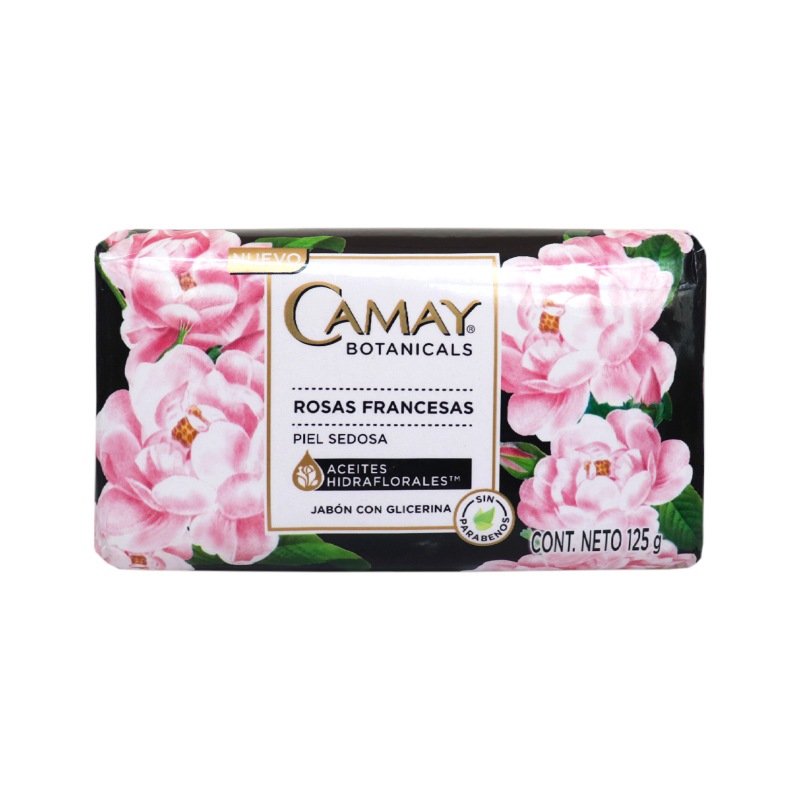 NUEVO
CAMAY®
BOTANICALS
ROSAS FRANCESAS
PIEL SEDOSA
ACEITES
HIDRAFLORALES™
JABÓN CON GLICERINA
SIN
PARABENOS
CONT. NETO 125 g